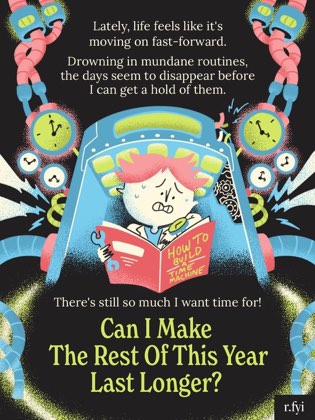 Lately, life feels like it's
moving on fast-forward.
Drowning in mundane routines,
the days seem to disappear before
I can get a hold of them.
HOW TO
BUILD
A
TIME
MACHINE
There's still so much I want time for!
Can I Make
The Rest Of This Year
Last Longer?
r.fyi